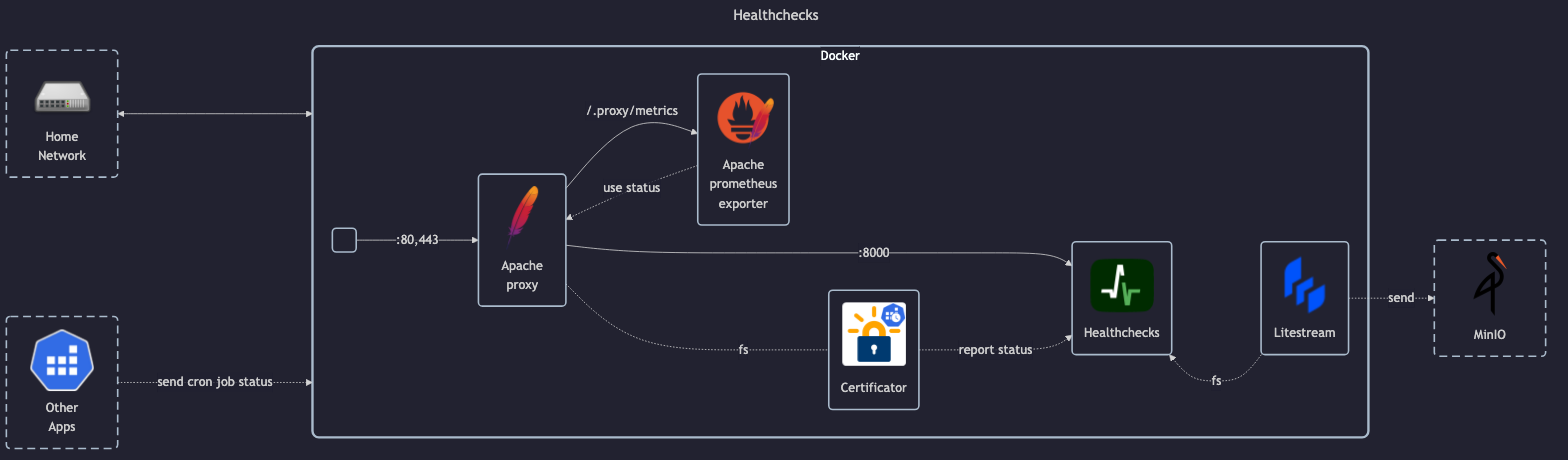 Healthchecks
Docker
Home
Network
/.proxy/metrics
Apache
prometheus
exporter
use status
:80,443
Apache
proxy
:8000
Healthchecks
Litestream
send
MinIO
fs
Certificator
report status
fs
send cron job status
Other
Apps